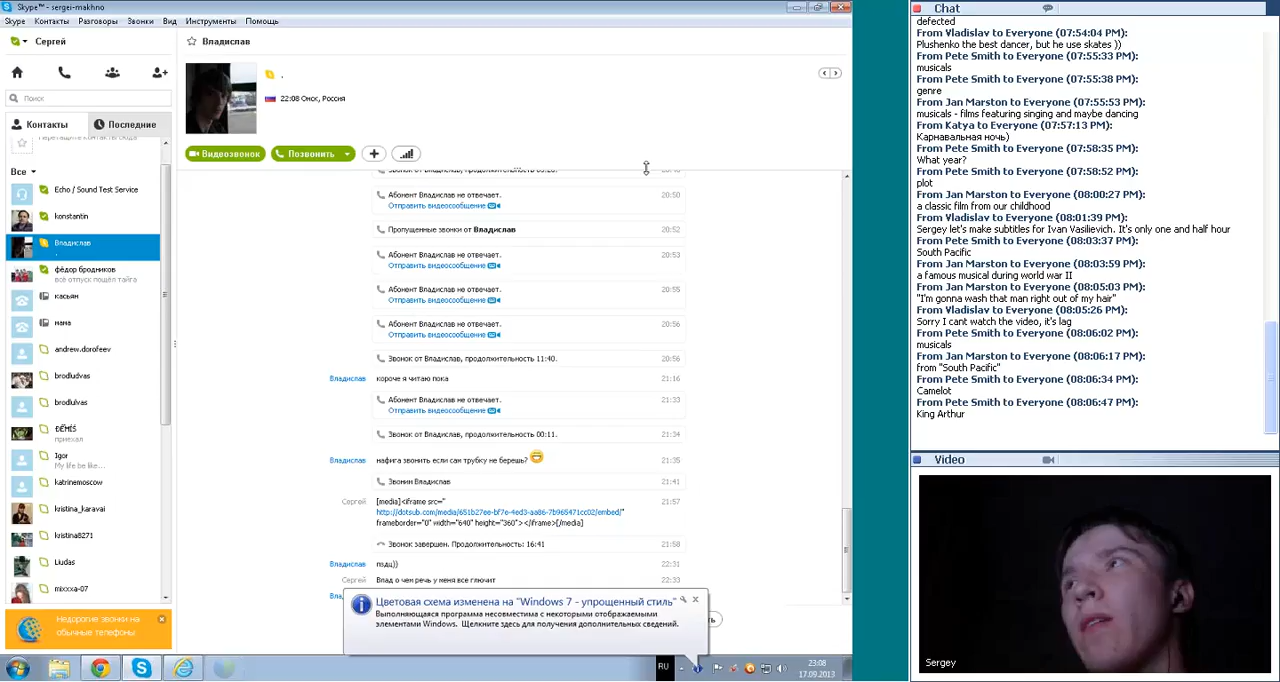 Skype™ - sergei-makhno
Skype Контакты Разговоры Звонки Вид Инструменты Помощь
Сергей
Поиск
Контакты
Последние
Все
Echo / Sound Test Service
konstantin
Владислав
.
фёдор бродников
всё отпуск пошёл тайга
касьян
мама
andrew.dorofeev
brodludvas
brodlulvas
приехал
Igor
My life be like...
katrinemoscow
kristina_karavai
kristina8271
Liudas
mixxxa-07
Недорогие звонки на
обычные телефоны
Владислав
.
22:08 Омск, Россия
Видеозвонок
Позвонить
Абонент Владислав не отвечает. 20:50
Отправить видеосообщение
Пропущенные звонки от Владислав 20:52
Абонент Владислав не отвечает. 20:53
Отправить видеосообщение
Абонент Владислав не отвечает. 20:55
Отправить видеосообщение
Абонент Владислав не отвечает. 20:56
Отправить видеосообщение
Звонок от Владислав, продолжительность 11:40. 20:56
Владислав короче я читаю пока 21:16
Абонент Владислав не отвечает. 21:33
Отправить видеосообщение
Звонок от Владислав, продолжительность 00:11. 21:34
Владислав нафига звонить если сам трубку не берешь? 21:35
Звонки Владислав 21:41
Сергей [media]<iframe src=" 21:57
http://dotsub.com/media/651b27ee-bf7e-4ed3-aa86-7b965471cc02/embed/"
frameborder="0" width="640" height="360"></iframe>[/media]
Звонок завершен. Продолжительность: 16:41 21:58
Владислав пздц)) 22:31
Сергей Влад о чем речь у меня все глючит 22:33
Цветовая схема изменена на "Windows 7 - упрощенный стиль"
Выполняющаяся программа несовместима с некоторыми отображаемыми
элементами Windows. Щелкните здесь для получения дополнительных сведений.
RU
23:08
17.09.2013
Chat
defected
From Vladislav to Everyone (07:54:04 PM):
Plushenko the best dancer, but he use skates ))
From Pete Smith to Everyone (07:55:33 PM):
musicals
From Pete Smith to Everyone (07:55:38 PM):
genre
From Jan Marston to Everyone (07:55:53 PM):
musicals - films featuring singing and maybe dancing
From Katya to Everyone (07:57:13 PM):
Карнавальная ночь)
From Pete Smith to Everyone (07:58:35 PM):
What year?
From Pete Smith to Everyone (07:58:52 PM):
plot
From Jan Marston to Everyone (08:00:27 PM):
a classic film from our childhood
From Vladislav to Everyone (08:01:39 PM):
Sergey let's make subtitles for Ivan Vasilievich. It's only one and half hour
From Pete Smith to Everyone (08:03:37 PM):
South Pacific
From Jan Marston to Everyone (08:03:59 PM):
a famous musical during world war II
From Jan Marston to Everyone (08:05:03 PM):
"I'm gonna wash that man right out of my hair"
From Vladislav to Everyone (08:05:26 PM):
Sorry I cant watch the video, it's lag
From Pete Smith to Everyone (08:06:02 PM):
musicals
From Jan Marston to Everyone (08:06:17 PM):
from "South Pacific"
From Pete Smith to Everyone (08:06:34 PM):
Camelot
From Pete Smith to Everyone (08:06:47 PM):
King Arthur
Video
Sergey